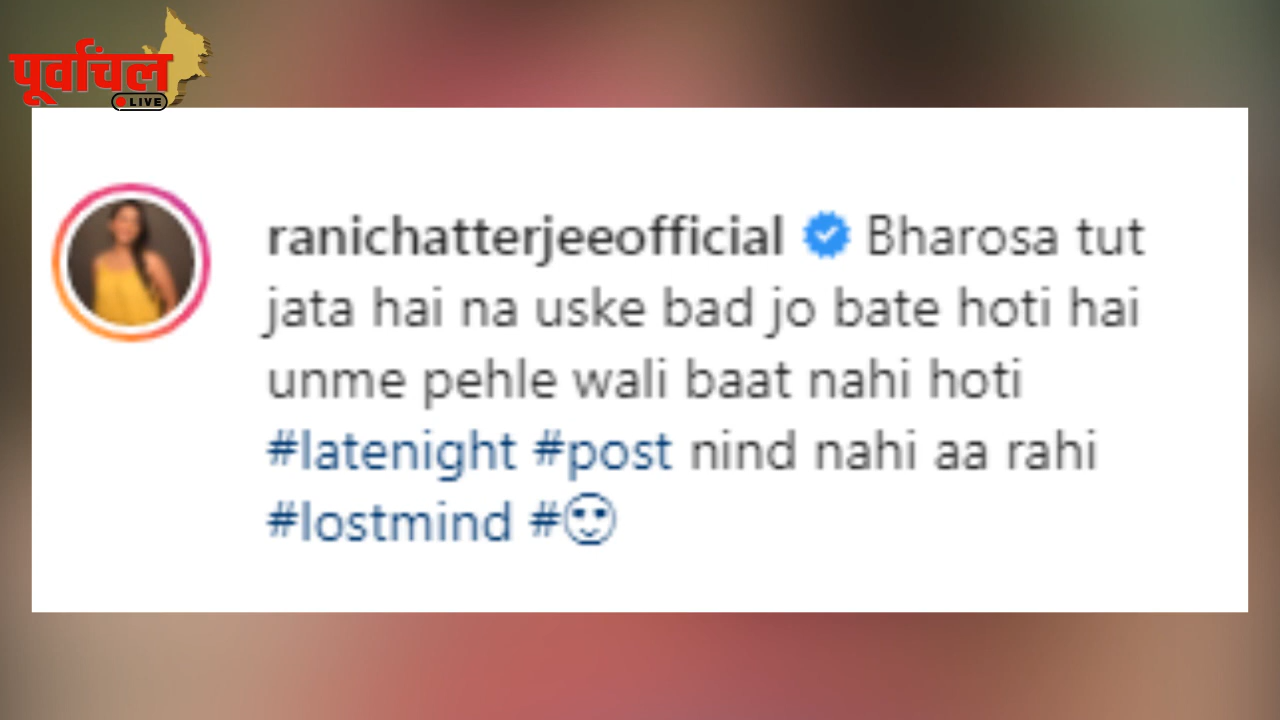 पूर्वांचल
LIVE
ranichatterjeeofficial Bharosa tut
jata hai na uske bad jo bate hoti hai
unme pehle wali baat nahi hoti
#latenight #post nind nahi aa rahi
#lostmind #😍